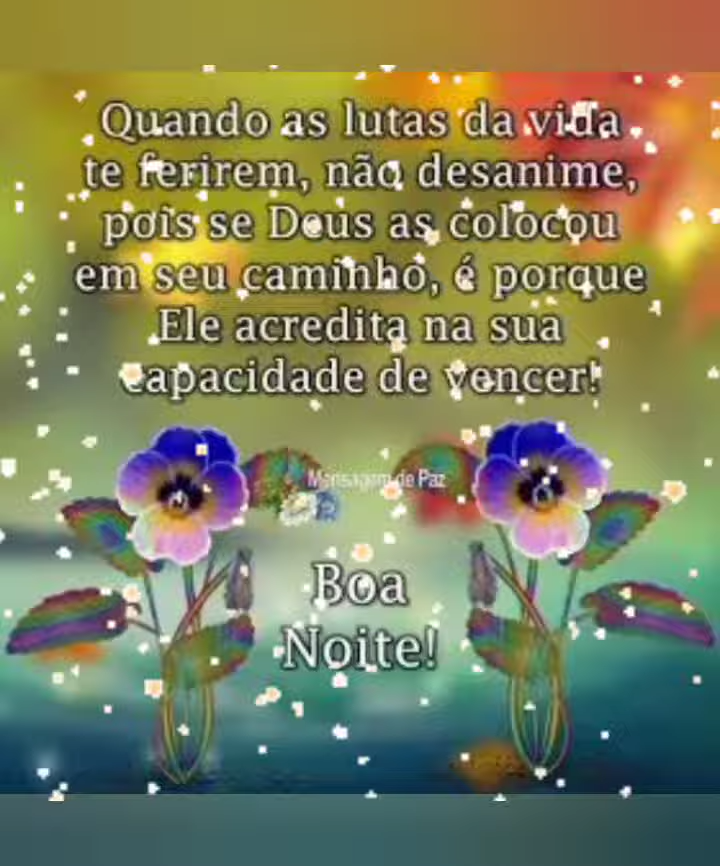 Quando as lutas da vida
te ferirem, não desanime,
pois se Deus as colocou
em seu caminho, é porque
Ele acredita na sua
capacidade de vencer!
Mensagem de Paz
Boa
Noite!